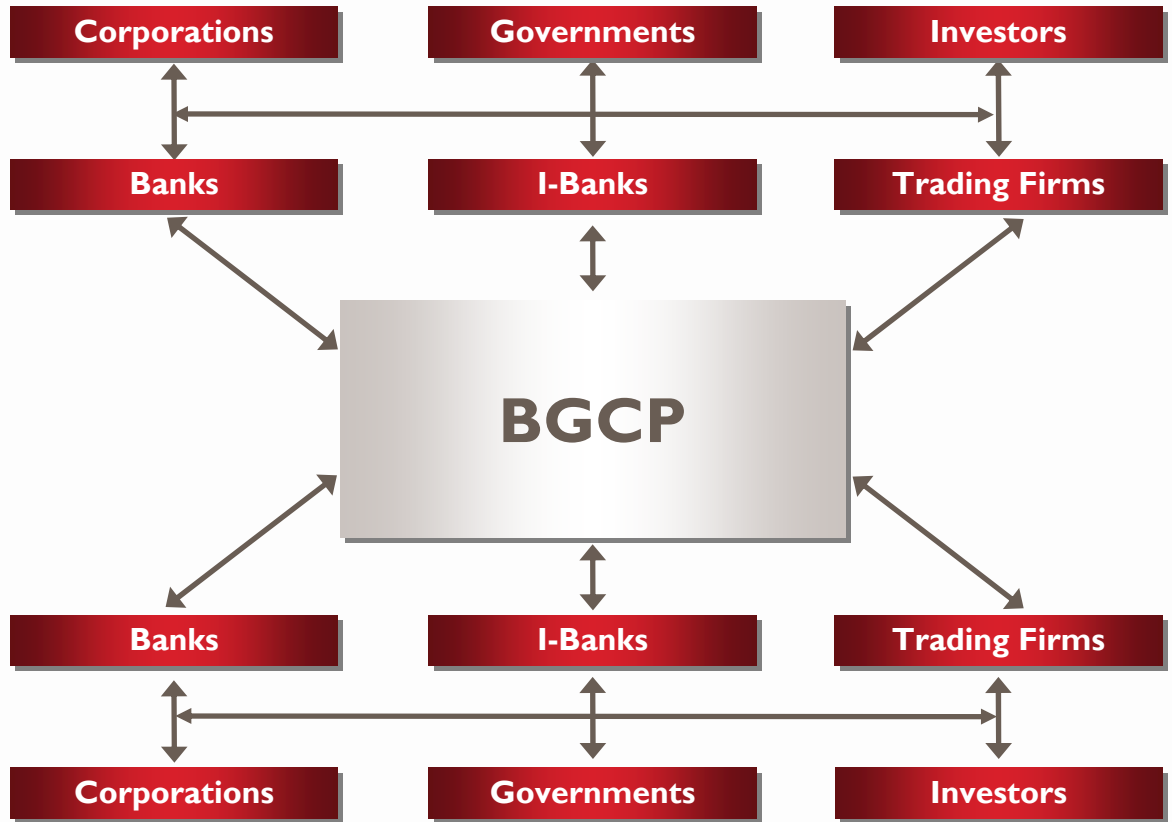 Corporations
Governments
Investors
Banks
I-Banks
Trading Firms
BGCP
Banks
I-Banks
Trading Firms
Corporations
Governments
Investors